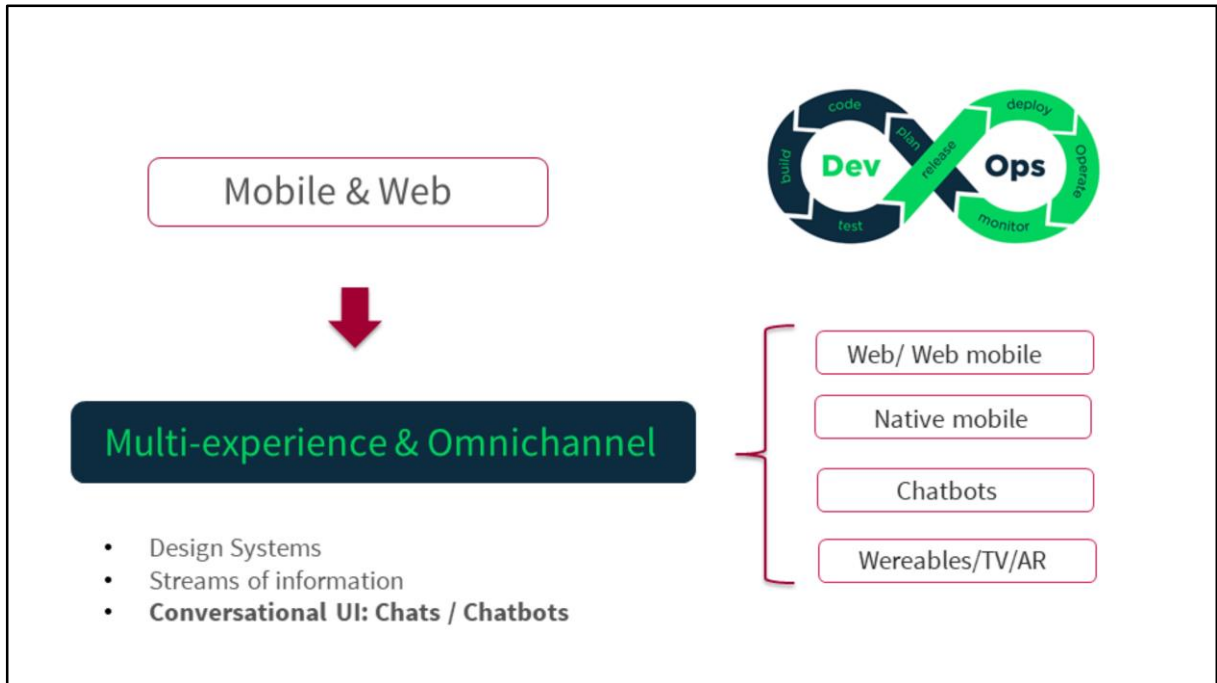 Mobile & Web
code
plan
build
Dev
test
release
deploy
Ops
Operate
monitor
Multi-experience & Omnichannel
• Design Systems
• Streams of information
• Conversational UI: Chats / Chatbots
Web/ Web mobile
Native mobile
Chatbots
Wereables/TV/AR